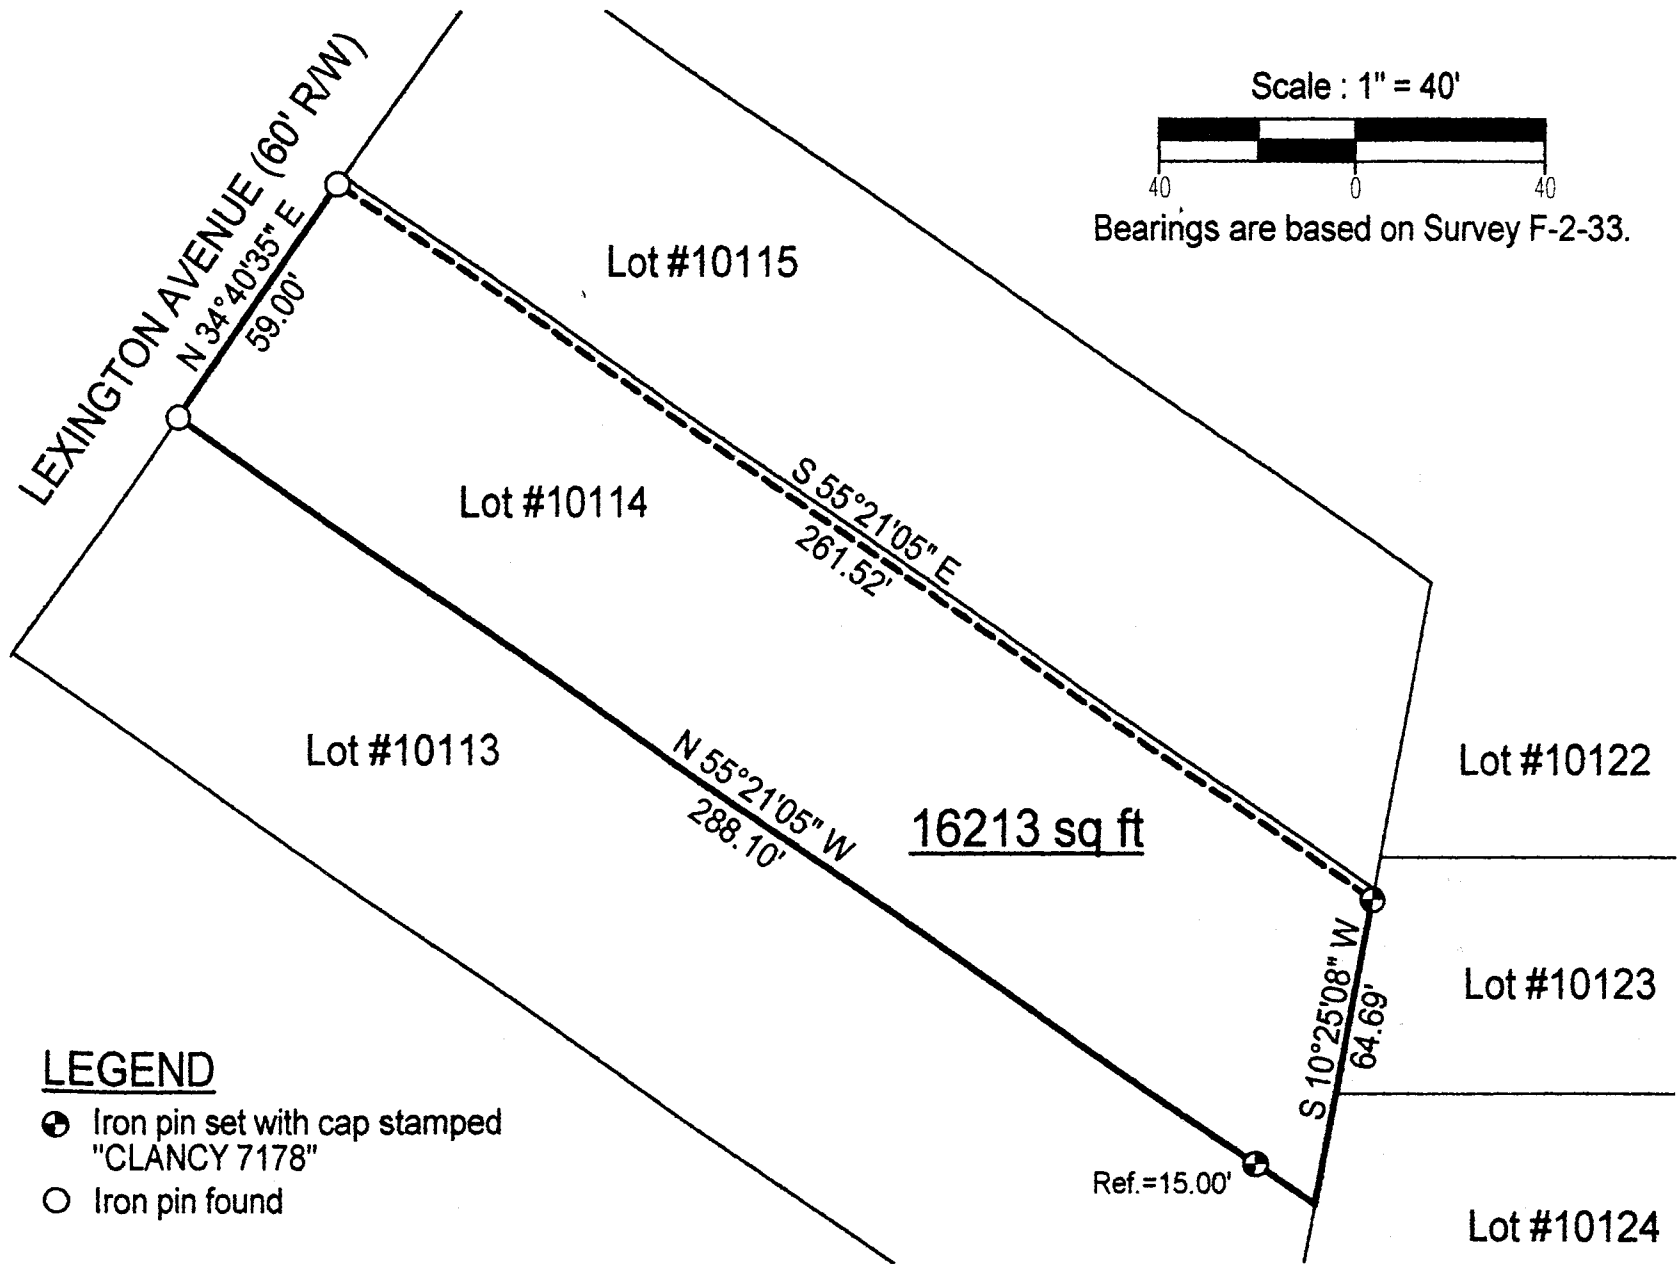 LEXINGTON AVENUE (60' R/W)
N 34°40'35" E
59.00'
Scale : 1" = 40'
40 0 40
Bearings are based on Survey F-2-33.
Lot #10115
Lot #10114
S 55°21'05" E
261.52'
Lot #10113
N 55°21'05" W
288.10'
16213 sq ft
Lot #10122
S 10°25'08" W
64.69'
Lot #10123
LEGEND
Iron pin set with cap stamped
"CLANCY 7178"
Iron pin found
Ref.=15.00'
Lot #10124